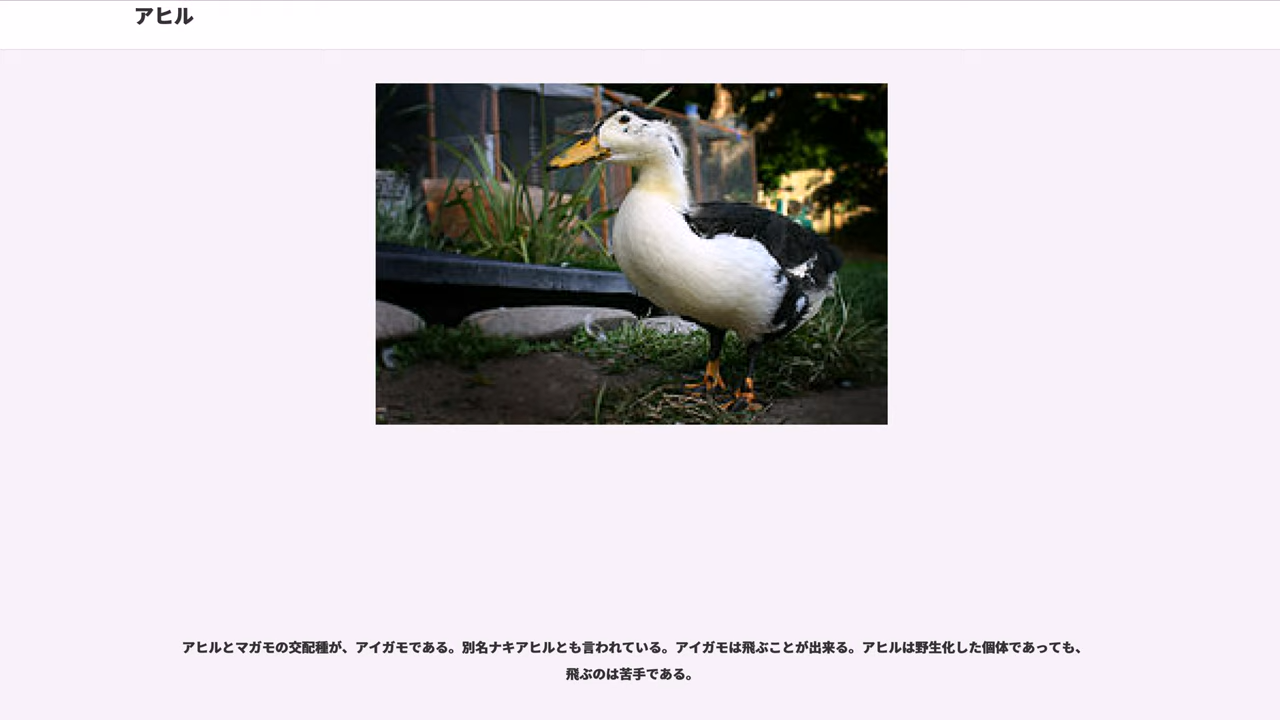 アヒル
アヒルとマガモの交配種が、アイガモである。別名ナキアヒルとも言われている。アイガモは飛ぶことが出来る。アヒルは野生化した個体であっても、
飛ぶのは苦手である。